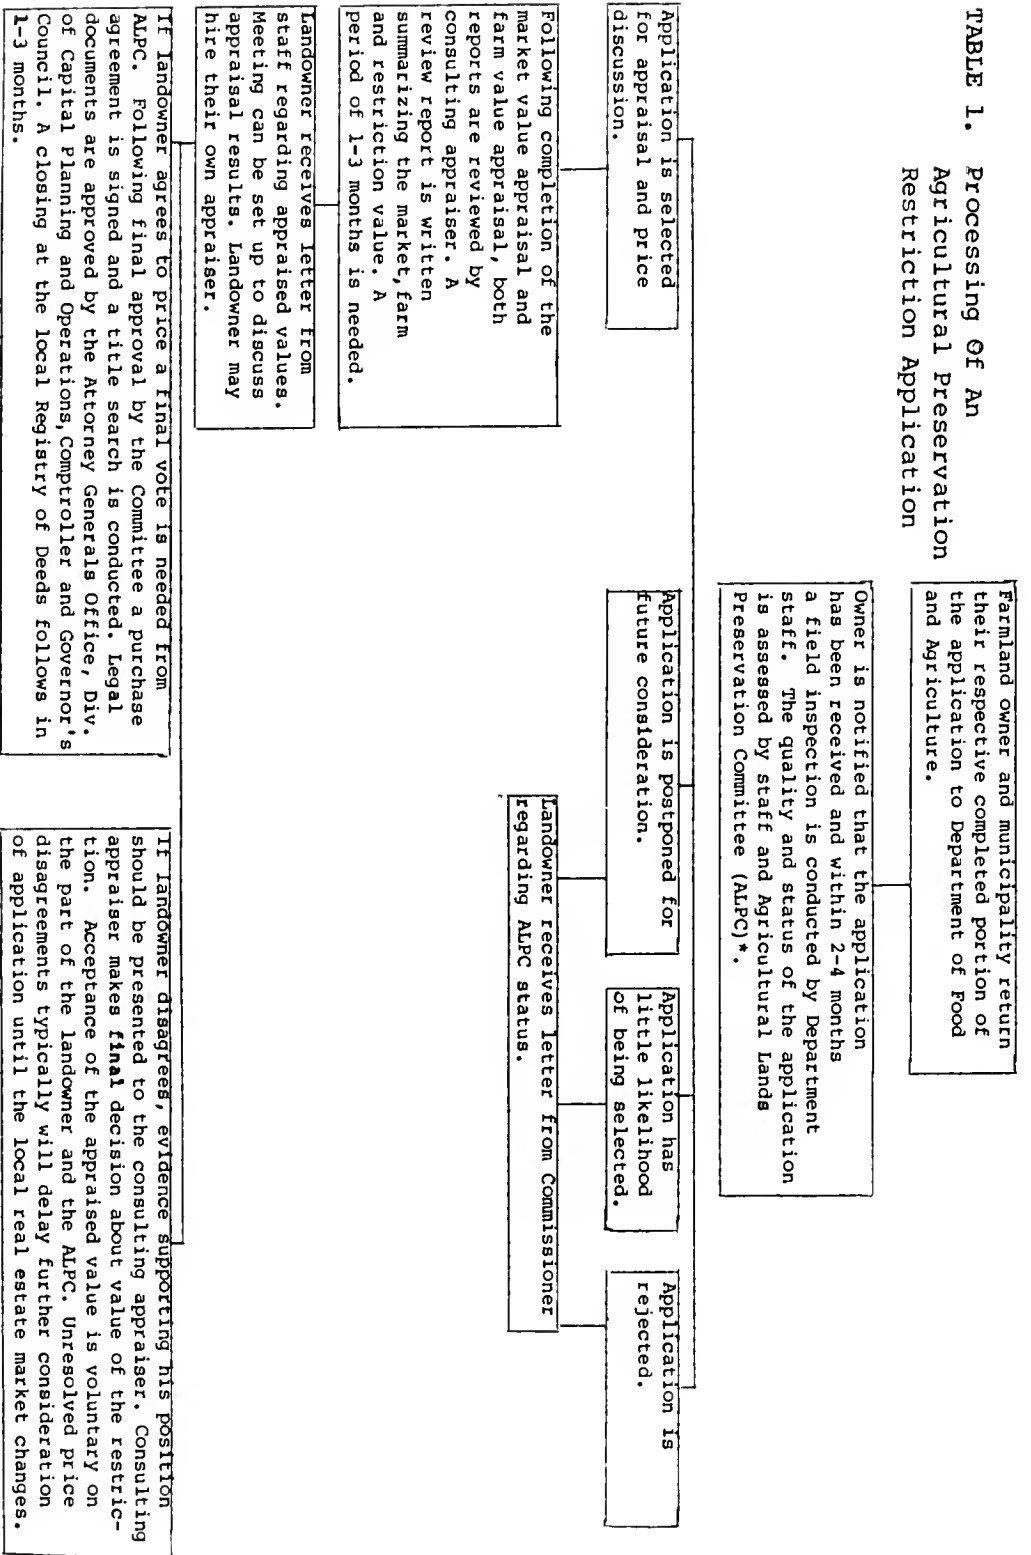 TABLE 1. Processing Of An
Agricultural Preservation
Restriction Application
Farmland owner and municipality return
their respective completed portion of
the application to Department of Food
and Agriculture.
Owner is notified that the application
has been received and within 2-4 months
a field inspection is conducted by Department
staff. The quality and status of the application
is assessed by staff and Agricultural Lands
Preservation Committee (ALPC)*.
Application is selected
for appraisal and price
discussion.
Application is postponed for
future consideration.
Application has
little likelihood
of being selected.
Application is
rejected.
Landowner receives letter from Commissioner
regarding ALPC status.
Following completion of the
market value appraisal and
farm value appraisal, both
reports are reviewed by
consulting appraiser. A
review report is written
summarizing the market, farm
and restriction value. A
period of 1-3 months is needed.
Landowner receives letter from
staff regarding appraised values.
Meeting can be set up to discuss
appraisal results. Landowner may
hire their own appraiser.
If landowner agrees to price a final vote is needed from
ALPC. Following final approval by the Committee a purchase
agreement is signed and a title search is conducted. Legal
documents are approved by the Attorney Generals Office, Div.
of Capital Planning and Operations, Comptroller and Governor's
Council. A closing at the local Registry of Deeds follows in
1-3 months.
If landowner disagrees, evidence supporting his position
should be presented to the consulting appraiser. Consulting
appraiser makes final decision about value of the restric-
tion. Acceptance of the appraised value is voluntary on
the part of the landowner and the ALPC. Unresolved price
disagreements typically will delay further consideration
of application until the local real estate market changes.